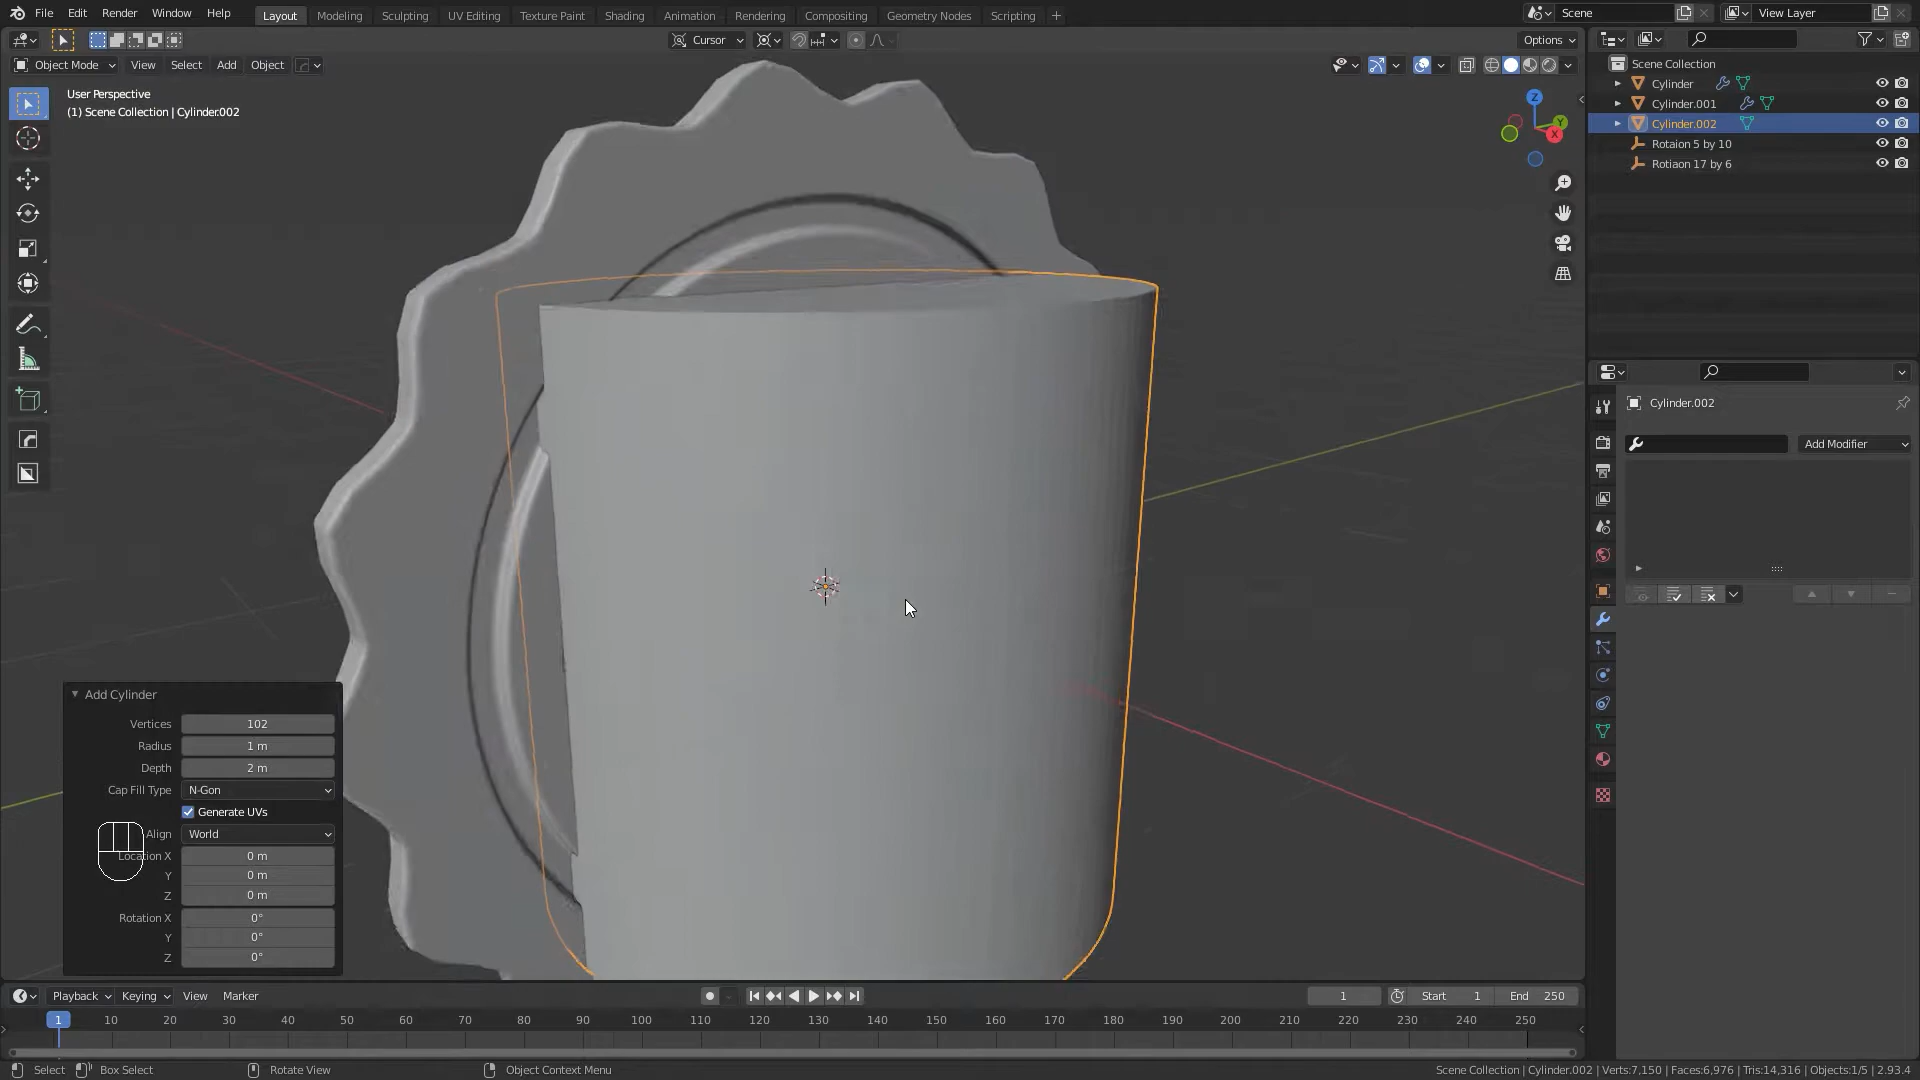 File Edit Render Window Help Layout Modeling Sculpting UV Editing Texture Paint Shading Animation Rendering Compositing Geometry Nodes Scripting + Scene View Layer
Cursor Options
Object Mode View Select Add Object
User Perspective
(1) Scene Collection | Cylinder.002
Z
Y
X
Scene Collection
Cylinder
Cylinder.001
Cylinder.002
Rotaion 5 by 10
Rotiaon 17 by 6
Cylinder.002
Add Modifier
Add Cylinder
Vertices 102
Radius 1 m
Depth 2 m
Cap Fill Type N-Gon
Generate UVs
Align World
Location X 0 m
Y 0 m
Z 0 m
Rotation X 0°
Y 0°
Z 0°
Playback Keying View Marker 1 Start 1 End 250
1 10 20 30 40 50 60 70 80 90 100 110 120 130 140 150 160 170 180 190 200 210 220 230 240 250
Select Box Select Rotate View Object Context Menu Scene Collection | Cylinder.002 | Verts:7,150 | Faces:6,976 | Tris:14,316 | Objects:1/5 | 2.93.4